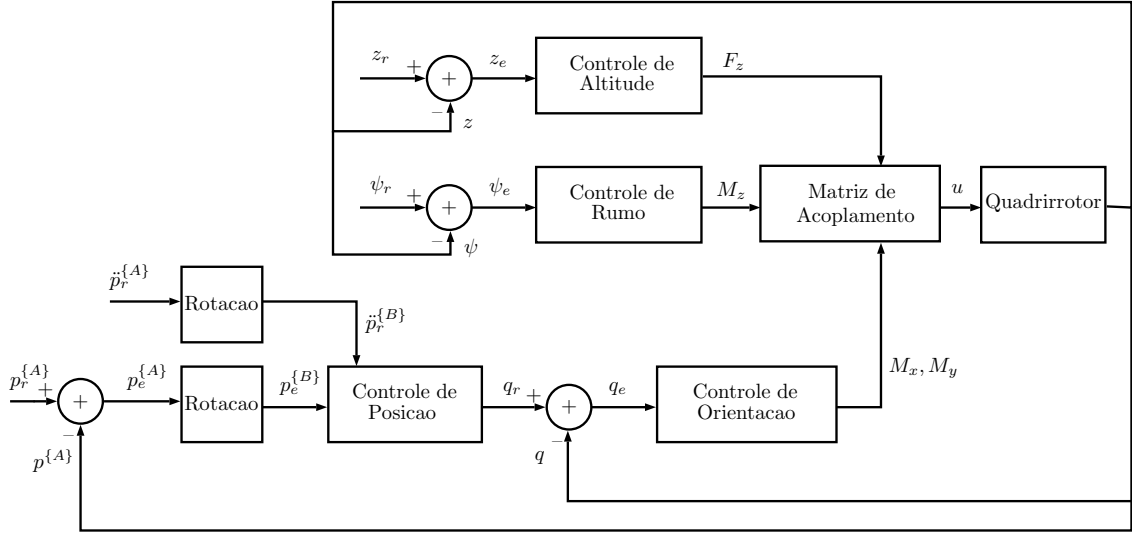 z_r
+
+
−
z
z_e
Controle de
Altitude
F_z
ψ_r
+
+
−
ψ
ψ_e
Controle de
Rumo
M_z
Matriz de
Acoplamento
u
Quadrirrotor
p̈_r^{A}
Rotacao
p̈_r^{B}
p_r^{A}
+
+
−
p^{A}
p_e^{A}
Rotacao
p_e^{B}
Controle de
Posicao
q_r
+
+
−
q
q_e
Controle de
Orientacao
M_x, M_y